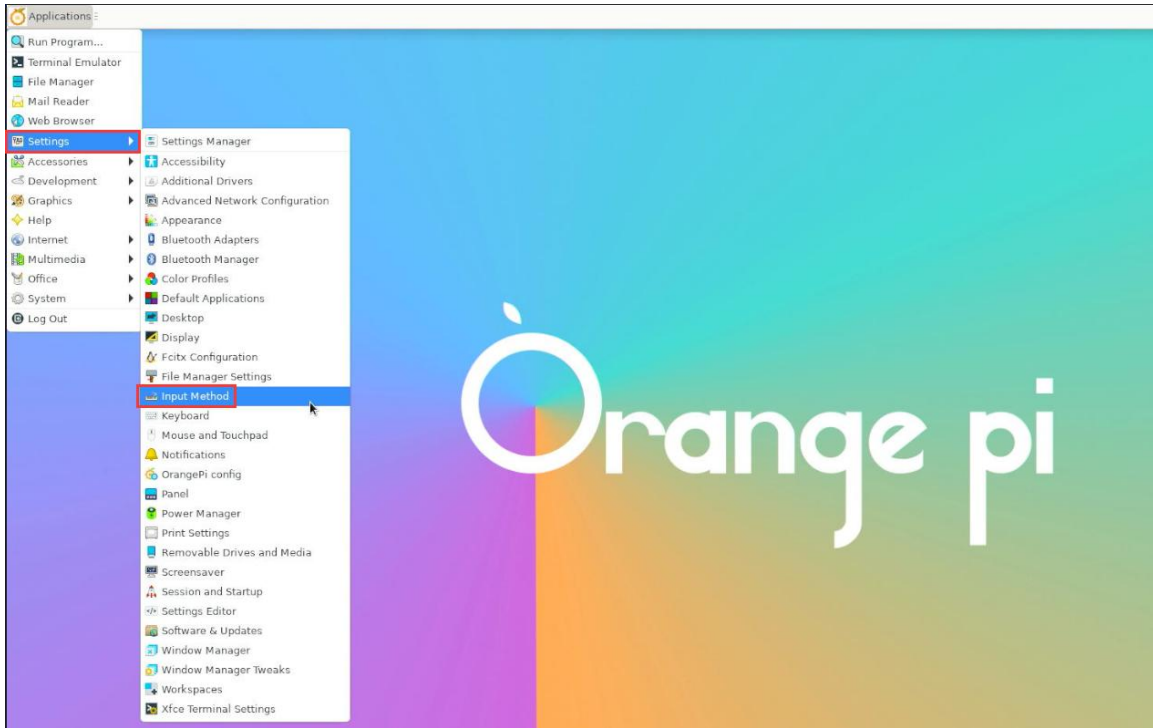 Applications
Run Program...
Terminal Emulator
File Manager
Mail Reader
Web Browser
Settings
Accessories
Development
Graphics
Help
Internet
Multimedia
Office
System
Log Out
Settings Manager
Accessibility
Additional Drivers
Advanced Network Configuration
Appearance
Bluetooth Adapters
Bluetooth Manager
Color Profiles
Default Applications
Desktop
Display
Fcitx Configuration
File Manager Settings
Input Method
Keyboard
Mouse and Touchpad
Notifications
OrangePi config
Panel
Power Manager
Print Settings
Removable Drives and Media
Screensaver
Session and Startup
Settings Editor
Software & Updates
Window Manager
Window Manager Tweaks
Workspaces
Xfce Terminal Settings
Orange pi